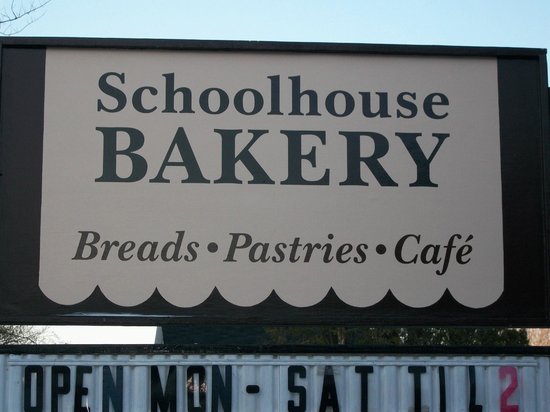 Schoolhouse
BAKERY
Breads • Pastries • Café
OPEN MON - SAT TIL 2